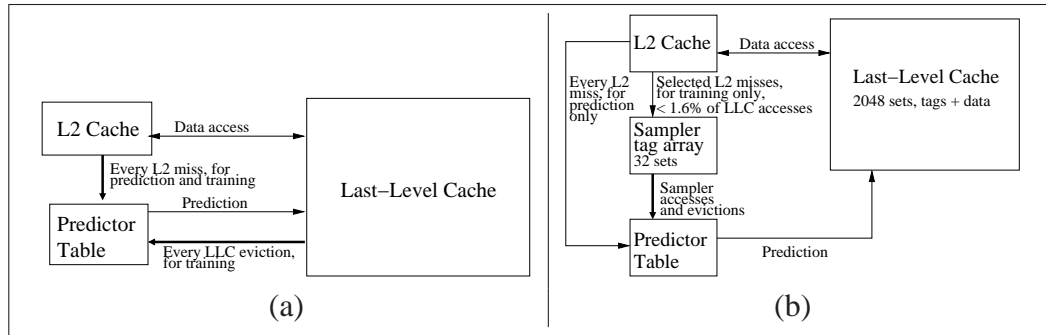 L2 Cache
Data access
Every L2 miss, for
prediction and training
Prediction
Predictor
Table
Every LLC eviction,
for training
Last−Level Cache
(a)
L2 Cache
Data access
Every L2
miss, for
prediction
only
Selected L2 misses,
for training only,
< 1.6% of LLC accesses
Last−Level Cache
2048 sets, tags + data
Sampler
tag array
32 sets
Sampler
accesses
and evictions
Predictor
Table
Prediction
(b)